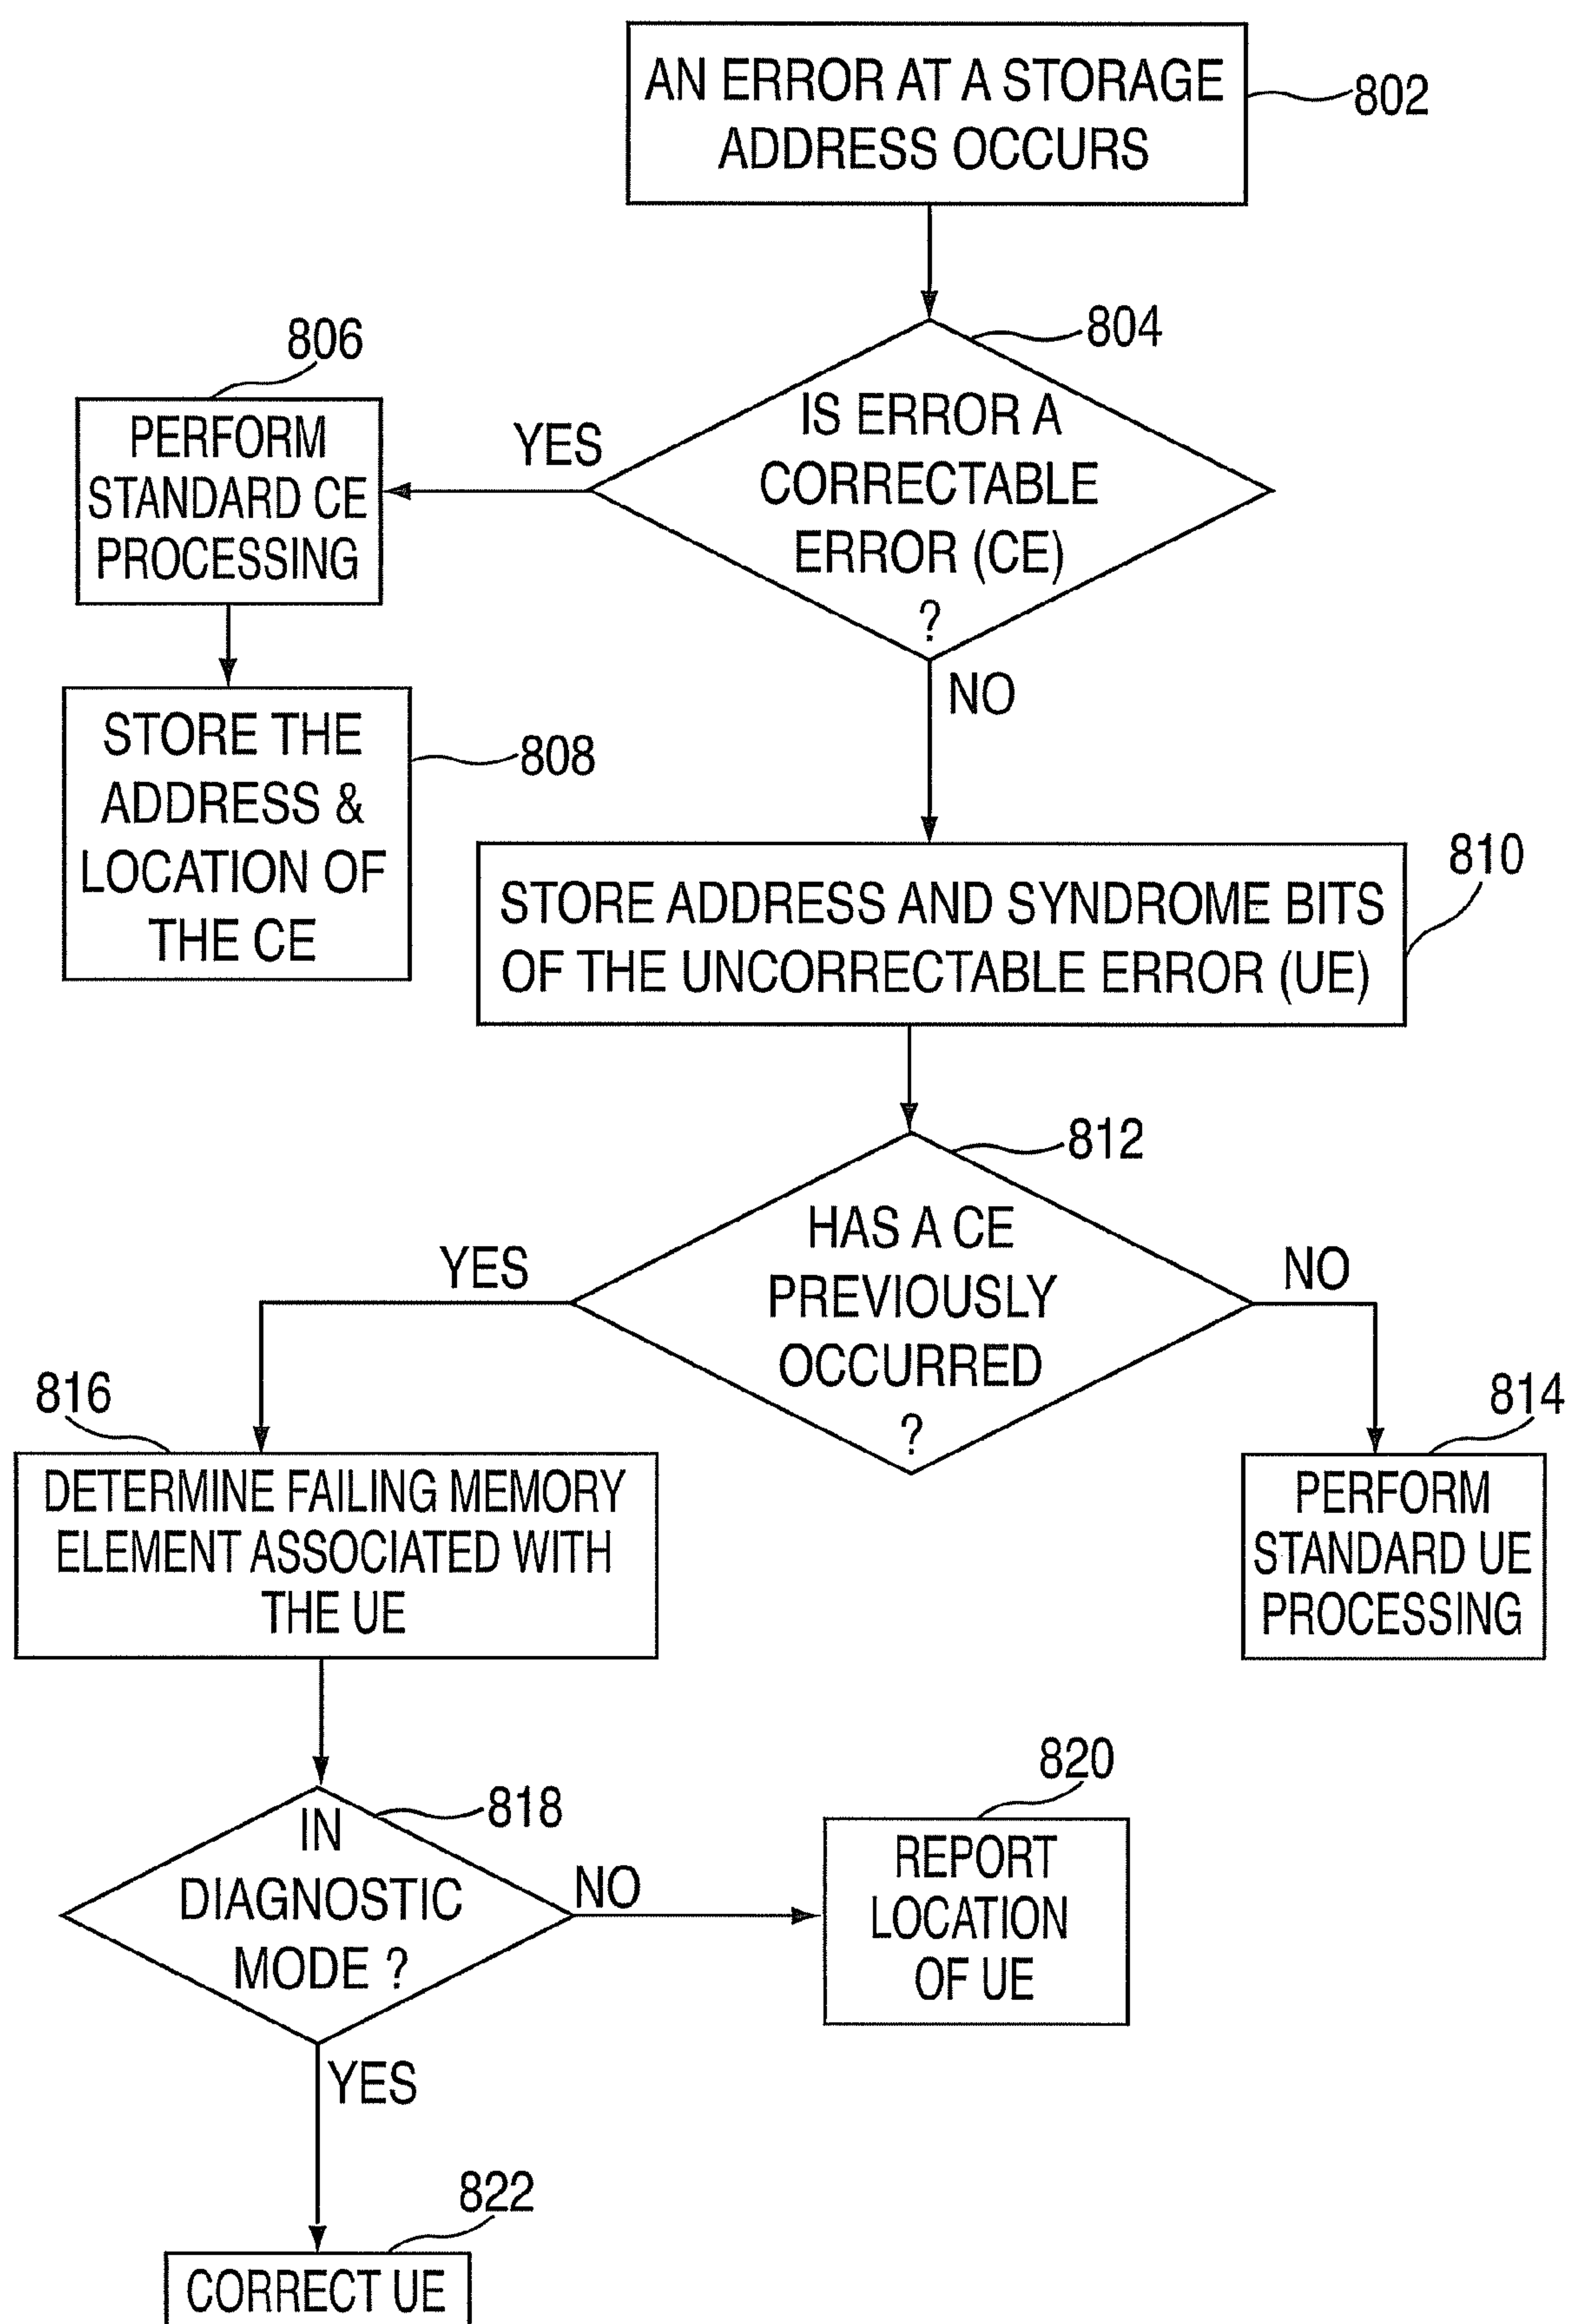 AN ERROR AT A STORAGE
ADDRESS OCCURS
802
804
IS ERROR A
CORRECTABLE
ERROR (CE)
?
YES
NO
806
PERFORM
STANDARD CE
PROCESSING
STORE THE
ADDRESS &
LOCATION OF
THE CE
808
810
STORE ADDRESS AND SYNDROME BITS
OF THE UNCORRECTABLE ERROR (UE)
812
HAS A CE
PREVIOUSLY
OCCURRED
?
YES
NO
814
PERFORM
STANDARD UE
PROCESSING
816
DETERMINE FAILING MEMORY
ELEMENT ASSOCIATED WITH
THE UE
818
IN
DIAGNOSTIC
MODE ?
NO
820
REPORT
LOCATION
OF UE
YES
822
CORRECT UE